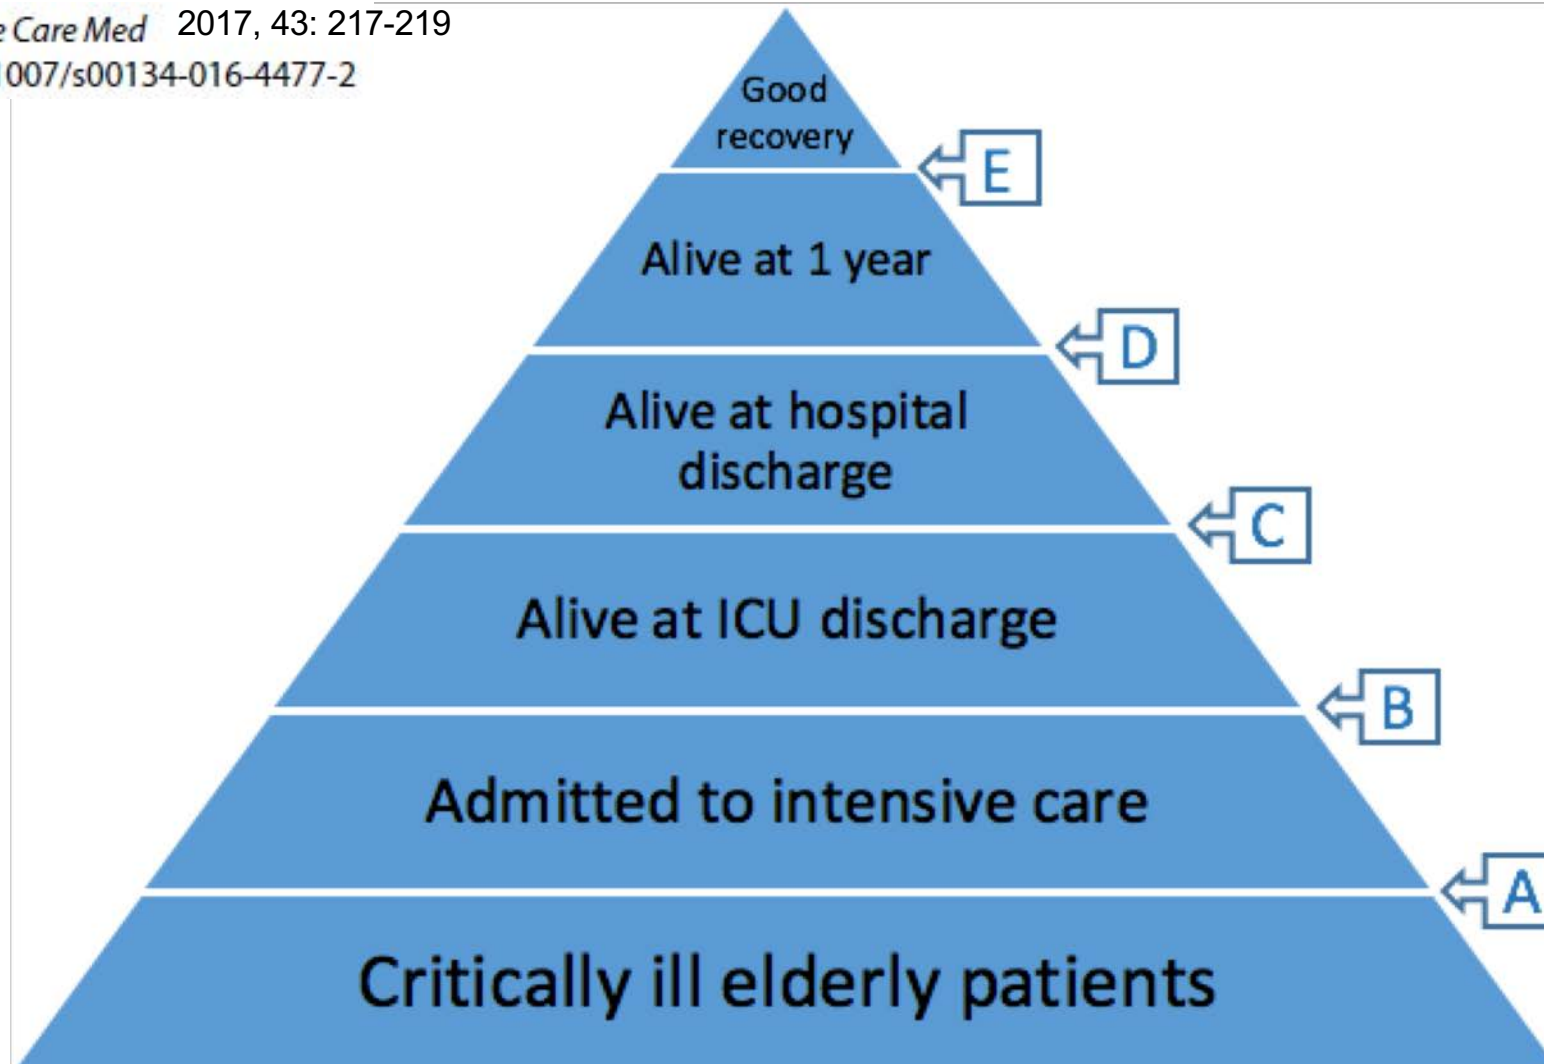 e Care Med 2017, 43: 217-219
1007/s00134-016-4477-2
Good
recovery
E
Alive at 1 year
D
Alive at hospital
discharge
C
Alive at ICU discharge
B
Admitted to intensive care
A
Critically ill elderly patients